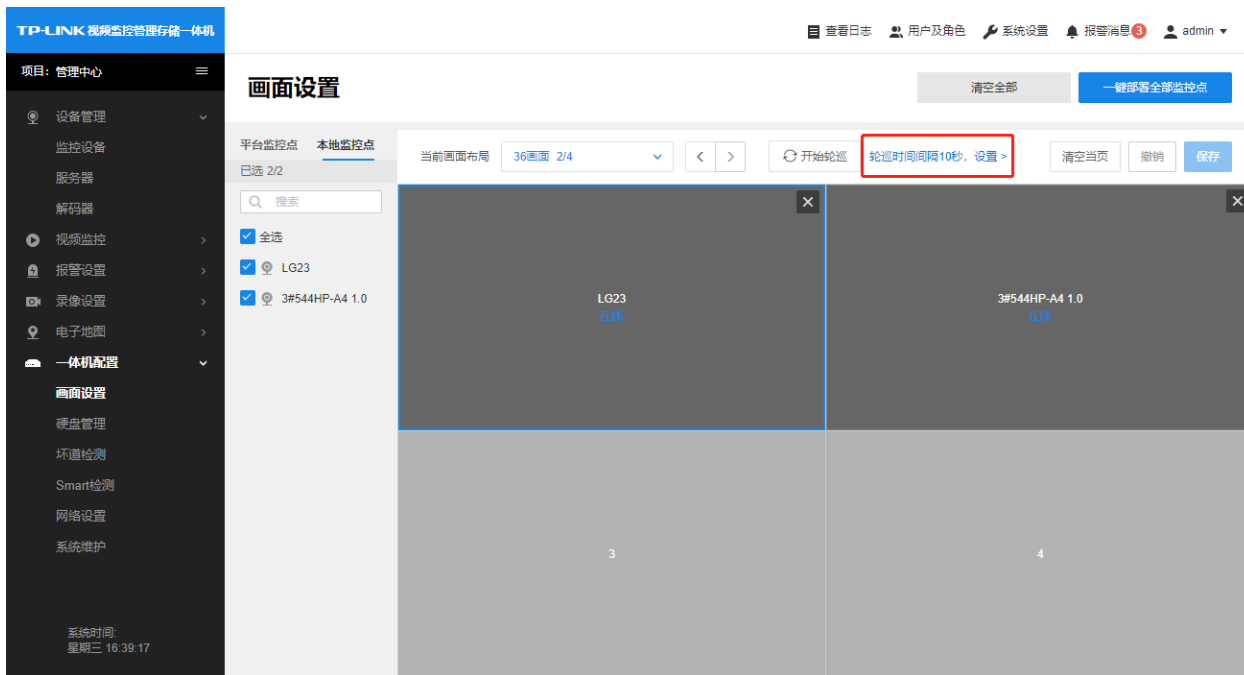 TP-LINK 视频监控管理存储一体机
查看日志 用户及角色 系统设置 报警消息 3 admin
项目: 管理中心
画面设置
清空全部 一键部署全部监控点
设备管理
监控设备
服务器
解码器
视频监控
报警设置
录像设置
电子地图
一体机配置
画面设置
硬盘管理
坏道检测
Smart检测
网络设置
系统维护
系统时间:
星期三 16:39:17
平台监控点 本地监控点
已选 2/2
搜索
全选
LG23
3#544HP-A4 1.0
当前画面布局 36画面 2/4 < > 开始轮巡 轮巡时间间隔10秒, 设置 > 清空当页 撤销 保存
LG23
在线
3#544HP-A4 1.0
在线
3
4